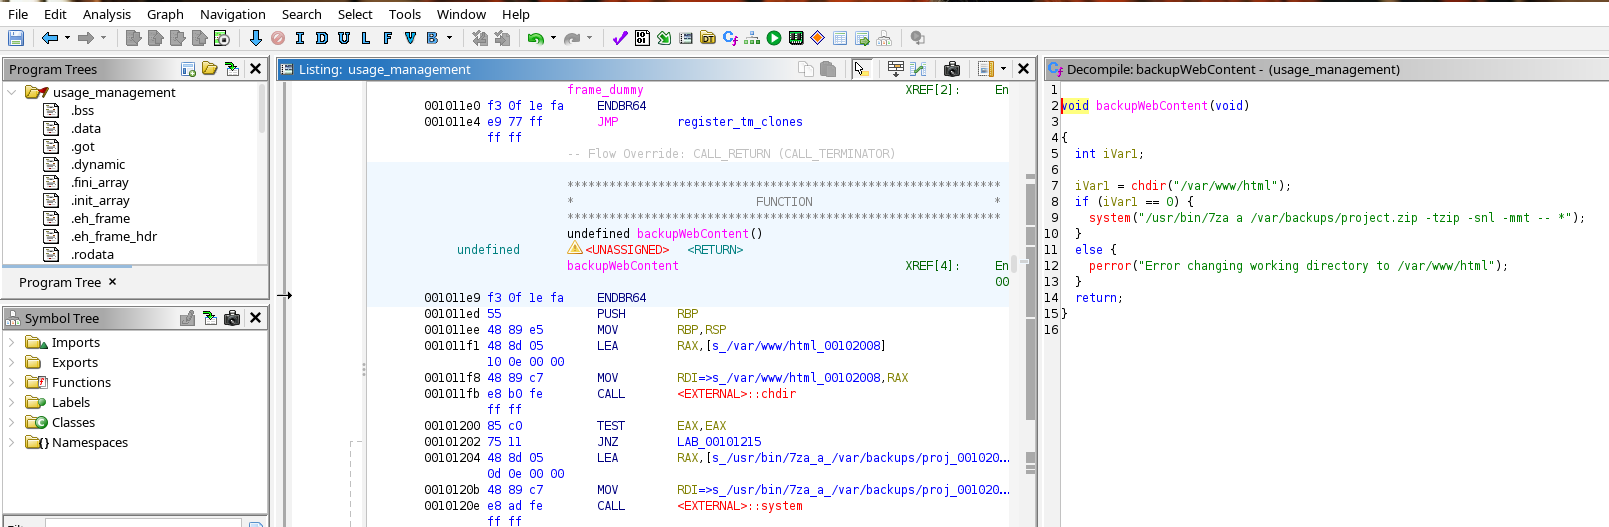 File Edit Analysis Graph Navigation Search Select Tools Window Help
I D U L F V B
Program Trees
usage_management
.bss
.data
.got
.dynamic
.fini_array
.init_array
.eh_frame
.eh_frame_hdr
.rodata
Program Tree ×
Symbol Tree
Imports
Exports
Functions
Labels
Classes
Namespaces
Listing: usage_management
frame_dummy XREF[2]: En
001011e0 f3 0f 1e fa ENDBR64
001011e4 e9 77 ff JMP register_tm_clones
ff ff
-- Flow Override: CALL_RETURN (CALL_TERMINATOR)
**************************************************************
* FUNCTION *
**************************************************************
undefined backupWebContent()
undefined <UNASSIGNED> <RETURN>
backupWebContent XREF[4]: En
00
001011e9 f3 0f 1e fa ENDBR64
001011ed 55 PUSH RBP
001011ee 48 89 e5 MOV RBP,RSP
001011f1 48 8d 05 LEA RAX,[s_/var/www/html_00102008]
10 0e 00 00
001011f8 48 89 c7 MOV RDI=>s_/var/www/html_00102008,RAX
001011fb e8 b0 fe CALL <EXTERNAL>::chdir
ff ff
00101200 85 c0 TEST EAX,EAX
00101202 75 11 JNZ LAB_00101215
00101204 48 8d 05 LEA RAX,[s_/usr/bin/7za_a_/var/backups/proj_001020...
0d 0e 00 00
0010120b 48 89 c7 MOV RDI=>s_/usr/bin/7za_a_/var/backups/proj_001020...
0010120e e8 ad fe CALL <EXTERNAL>::system
ff ff
Decompile: backupWebContent - (usage_management)
1
2 void backupWebContent(void)
3
4 {
5 int iVar1;
6
7 iVar1 = chdir("/var/www/html");
8 if (iVar1 == 0) {
9 system("/usr/bin/7za a /var/backups/project.zip -tzip -snl -mmt -- *");
10 }
11 else {
12 perror("Error changing working directory to /var/www/html");
13 }
14 return;
15 }
16